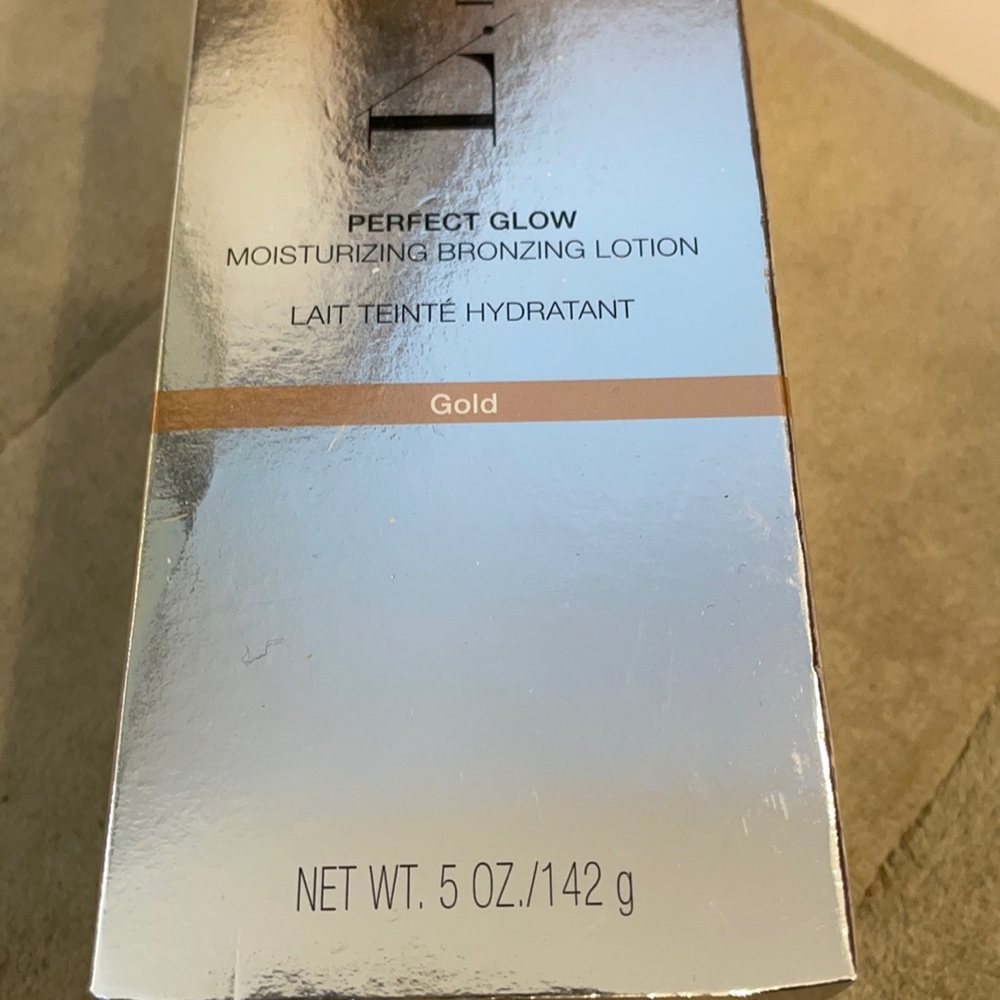 PERFECT GLOW
MOISTURIZING BRONZING LOTION
LAIT TEINTÉ HYDRATANT
Gold
NET WT. 5 OZ./142 g